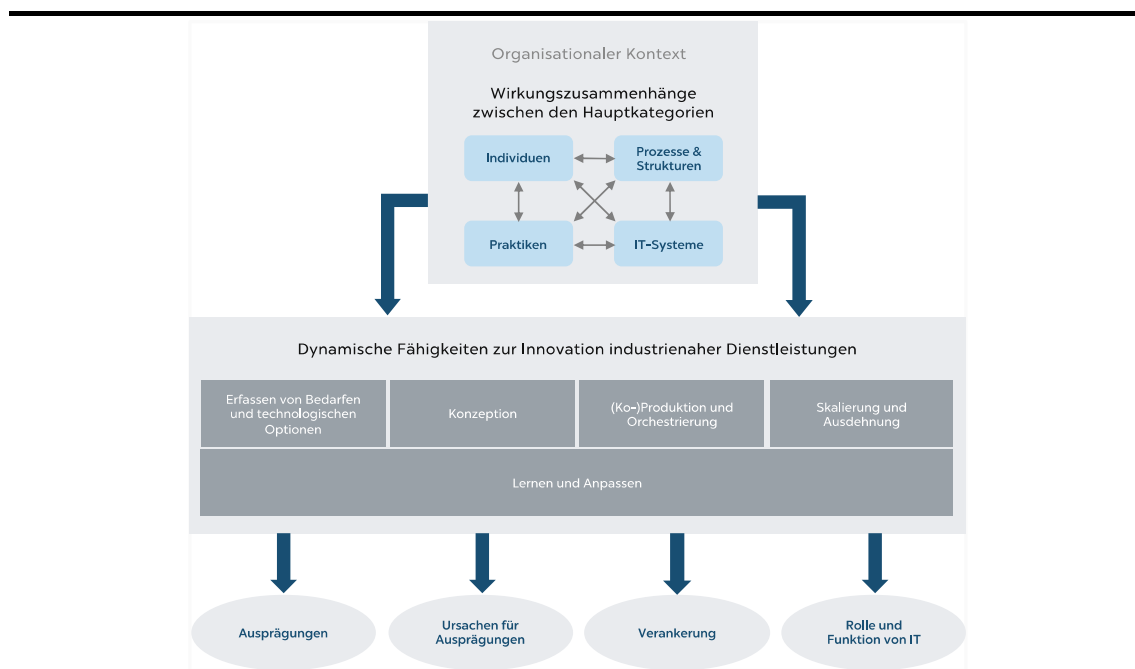 Organisationaler Kontext
Wirkungszusammenhänge
zwischen den Hauptkategorien
Individuen
Prozesse &
Strukturen
Praktiken
IT-Systeme
Dynamische Fähigkeiten zur Innovation industrienaher Dienstleistungen
Erfassen von Bedarfen
und technologischen
Optionen
Konzeption
(Ko-)Produktion und
Orchestrierung
Skalierung und
Ausdehnung
Lernen und Anpassen
Ausprägungen
Ursachen für
Ausprägungen
Verankerung
Rolle und
Funktion von IT